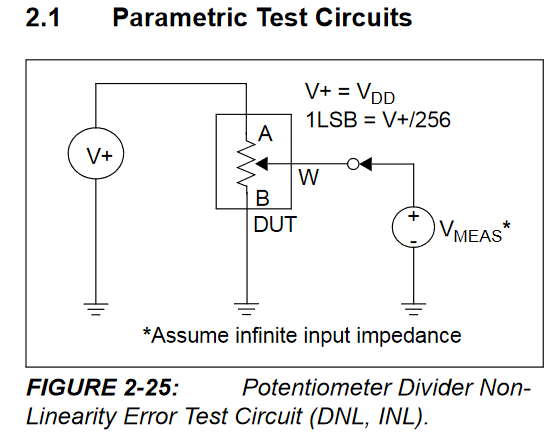 2.1 Parametric Test Circuits
V+ = VDD
1LSB = V+/256
A
V+
W
B
DUT
+
-
VMEAS*
*Assume infinite input impedance
FIGURE 2-25: Potentiometer Divider Non-
Linearity Error Test Circuit (DNL, INL).